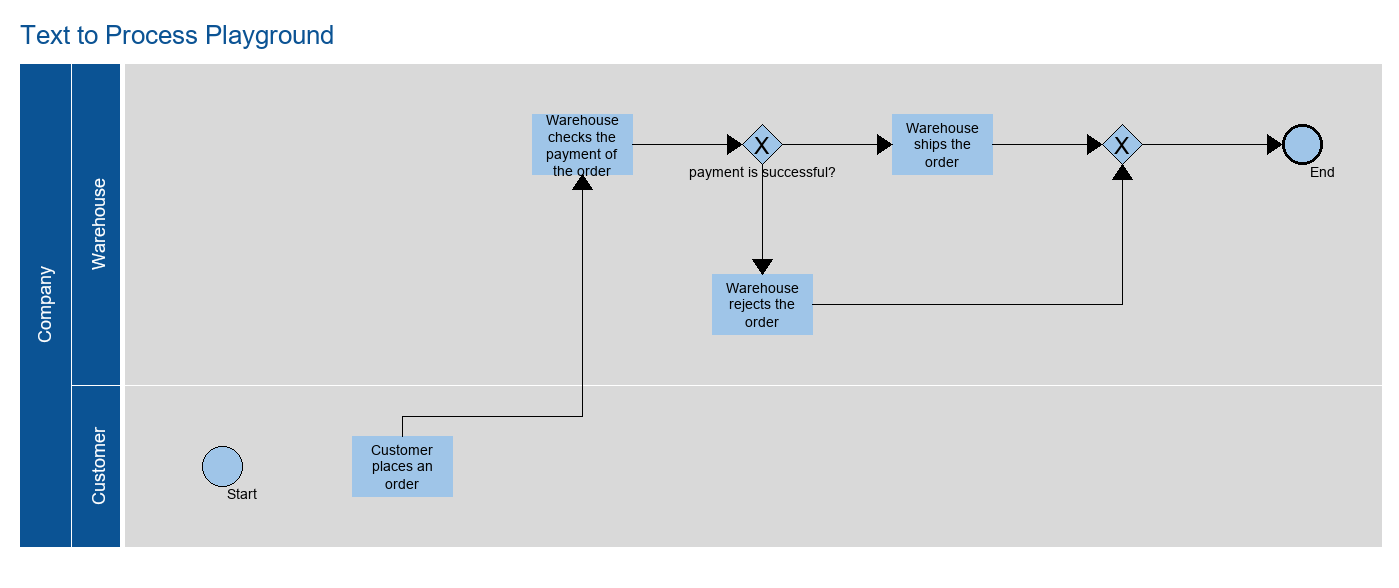 Text to Process Playground
Company
Warehouse
Customer
Warehouse
checks the
payment of
the order
X
payment is successful?
Warehouse
ships the
order
X
End
Warehouse
rejects the
order
Start
Customer
places an
order